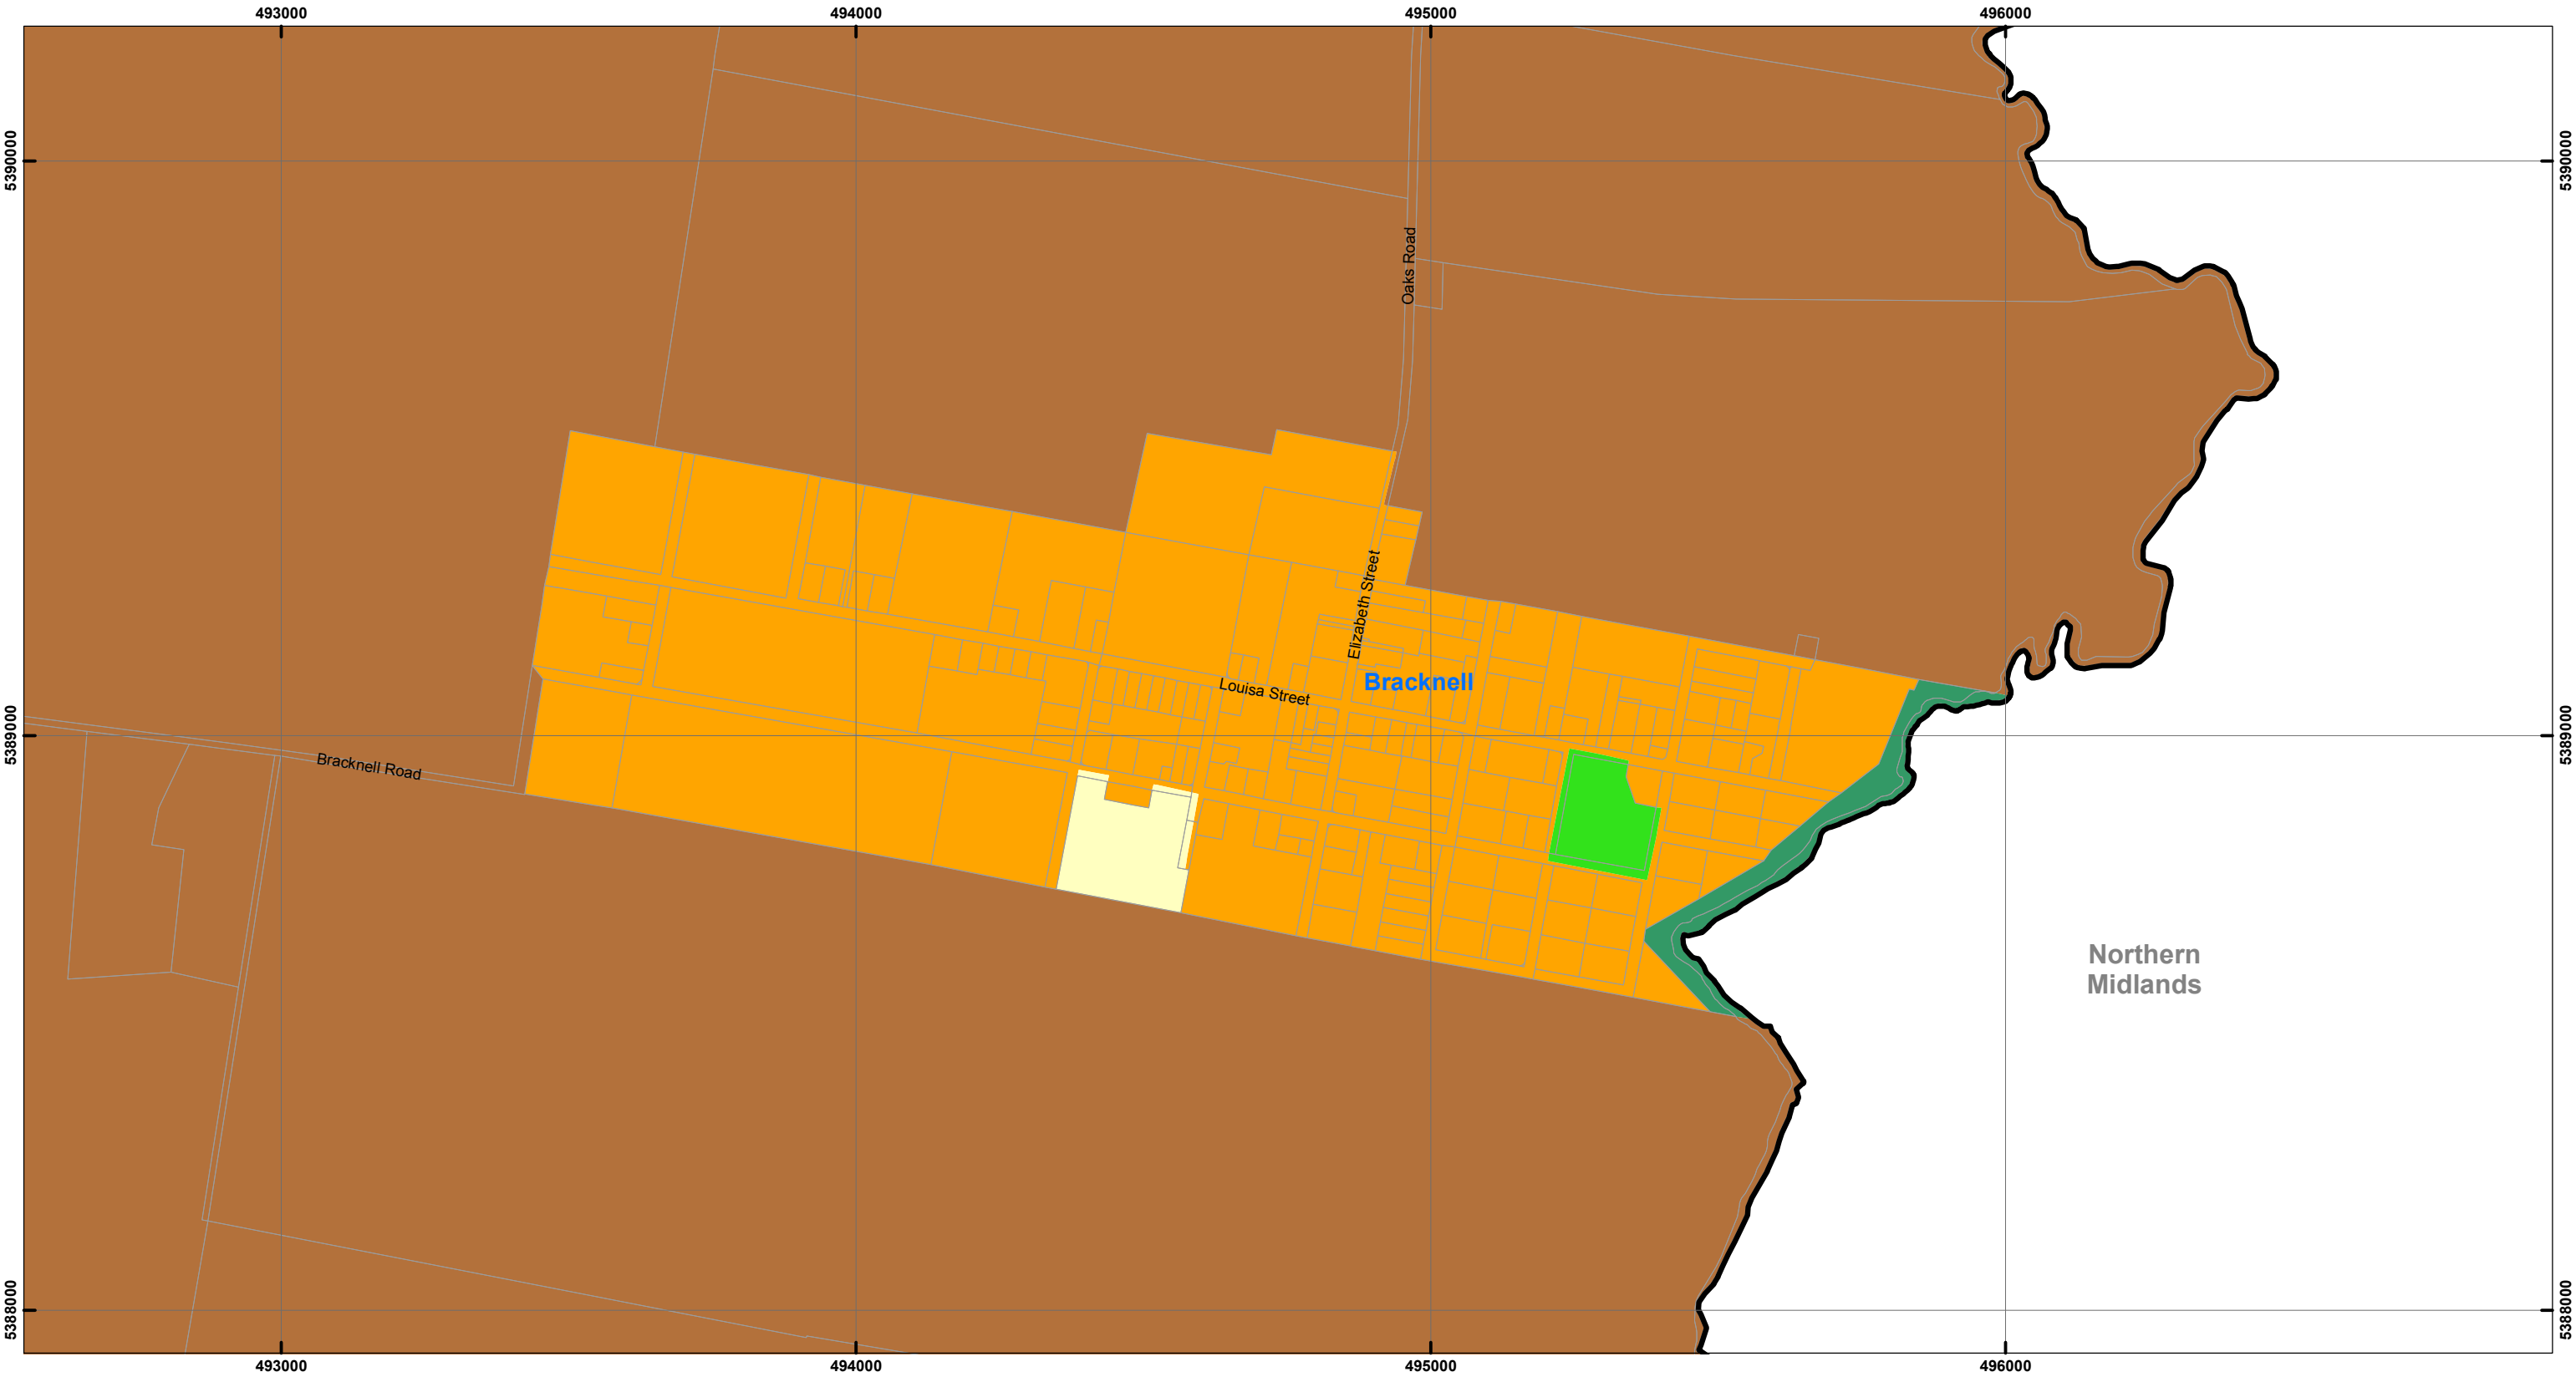 493000
494000
495000
496000
5390000
5390000
Oaks Road
Elizabeth Street
Bracknell
Louisa Street
5389000
5389000
Bracknell Road
Northern
Midlands
5388000
5388000
493000
494000
495000
496000